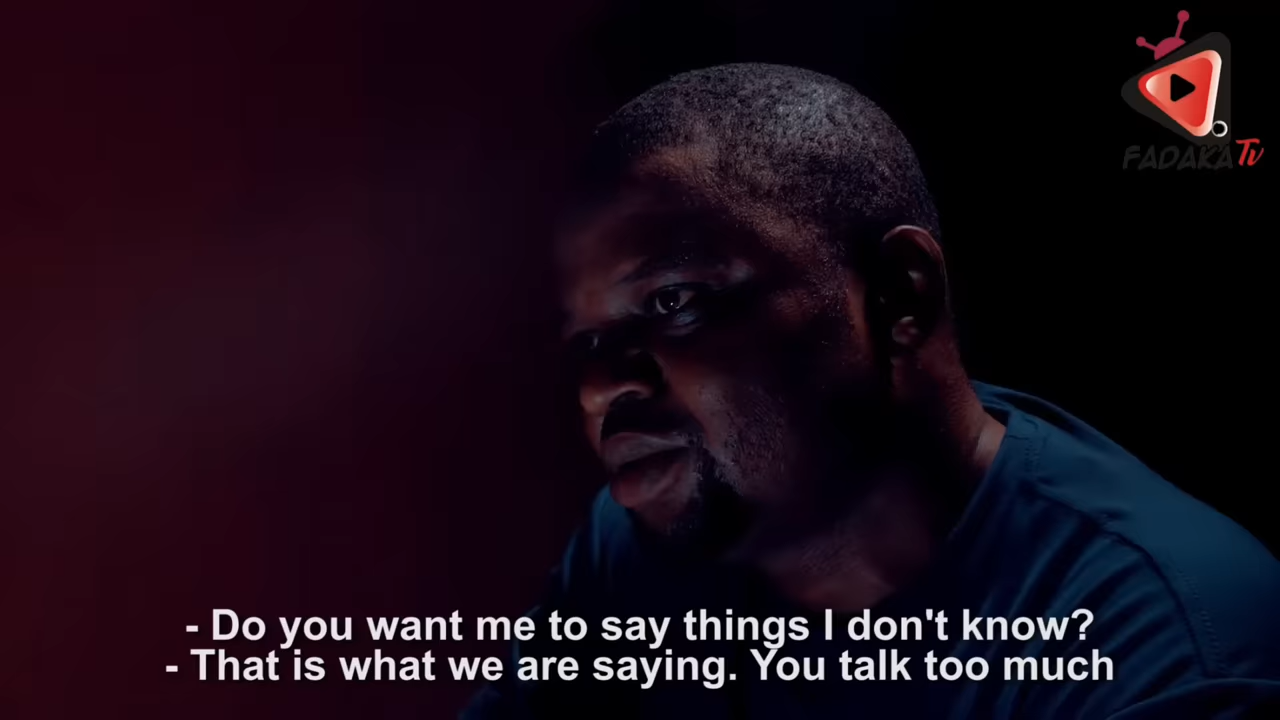 FADAKA TV
- Do you want me to say things I don't know?
- That is what we are saying. You talk too much